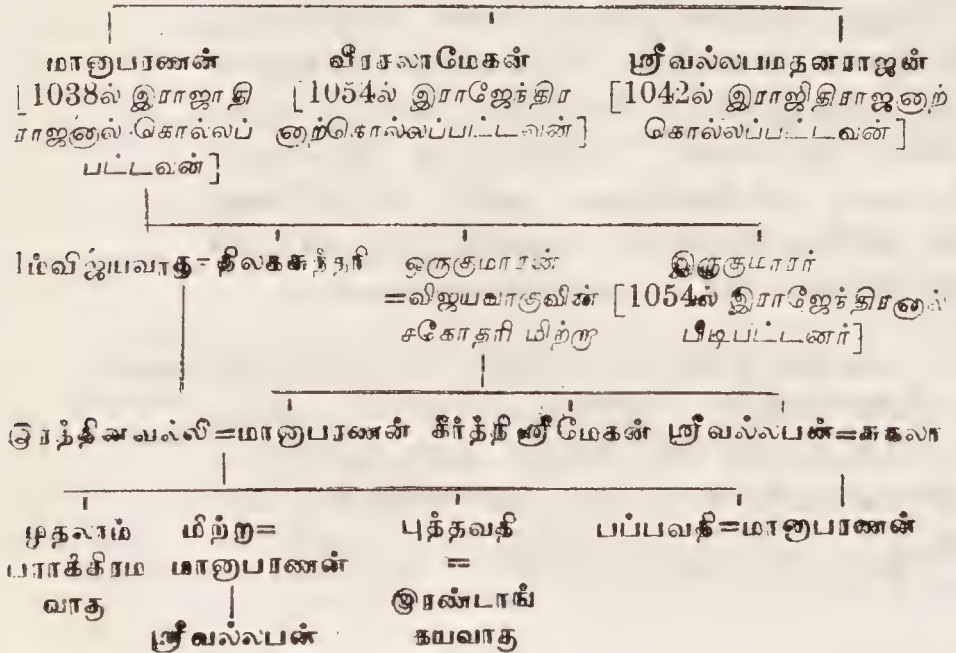 மானாபரணன் வீரசலாமேகன் ஸ்ரீ வல்லபமதனராஜன்
[1038ல் இராஜாதி [1054ல் இராஜேந்திர [1042ல் இராஜிதிராஜனாற்
ராஜனால் கொல்லப் னாற்கொல்லப்பட்டவன்] கொல்லப்பட்டவன்]
பட்டவன்]
1ம்விஜயவாகு=திலகசுந்தரி ஒருகுமாரன் இருகுமாரர்
=விஜயவாகுவின் [1054ல் இராஜேந்திரனால்
சகோதரி மிற்றா பீடிபட்டனர்]
இரத்தினவல்லி=மானாபரணன் கீர்த்தி ஸ்ரீ மேகன் ஸ்ரீ வல்லபன்=சுகலா
முதலாம் மிற்றா= புத்தவதி பப்பவதி=மானாபரணன்
பராக்கிரம மானாபரணன் =
வாகு இரண்டாங்
ஸ்ரீ வல்லபன் கயவாகு